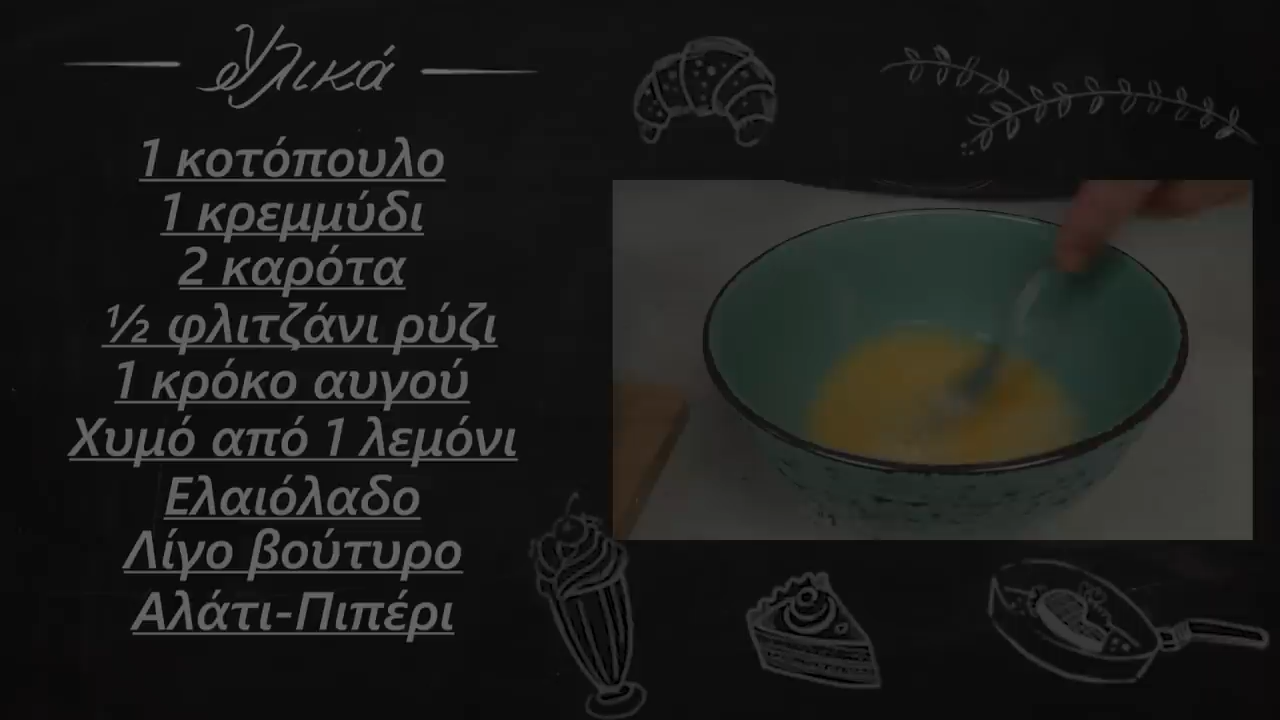 Υλικά
1 κοτόπουλο
1 κρεμμύδι
2 καρότα
½ φλιτζάνι ρύζι
1 κρόκο αυγού
Χυμό από 1 λεμόνι
Ελαιόλαδο
Λίγο βούτυρο
Αλάτι-Πιπέρι